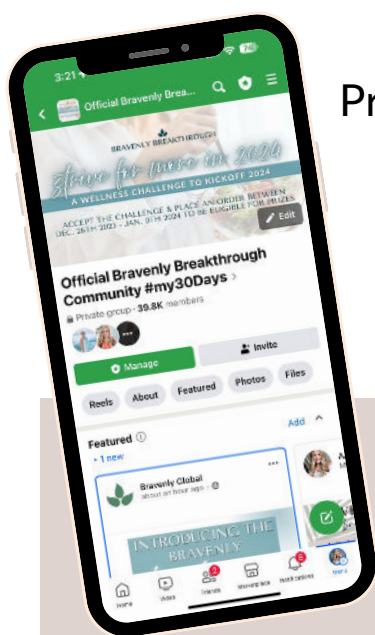 3:21
Pr
Official Bravenly Brea...
BRAVENLY BREAKTHROUGH
strive for more in 2024
A WELLNESS CHALLENGE TO KICKOFF 2024
ACCEPT THE CHALLENGE & PLACE AN ORDER BETWEEN
DEC. 26TH 2023 - JAN. 9TH 2024 TO BE ELIGIBLE FOR PRIZES
Edit
Official Bravenly Breakthrough
Community #my30Days >
Private group · 39.8K members
Manage
Invite
Reels About Featured Photos Files
Featured
Add
• 1 new
Bravenly Global
about an hour ago
INTRODUCING THE
BRAVENLY
Home Video Friends Marketplace Notifications